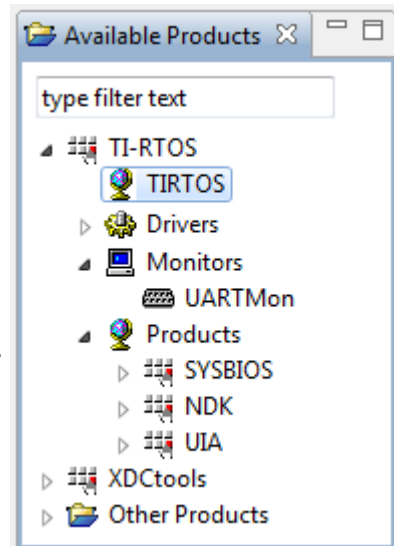 Available Products
type filter text
TI-RTOS
TIRTOS
Drivers
Monitors
UARTMon
Products
SYSBIOS
NDK
UIA
XDCtools
Other Products